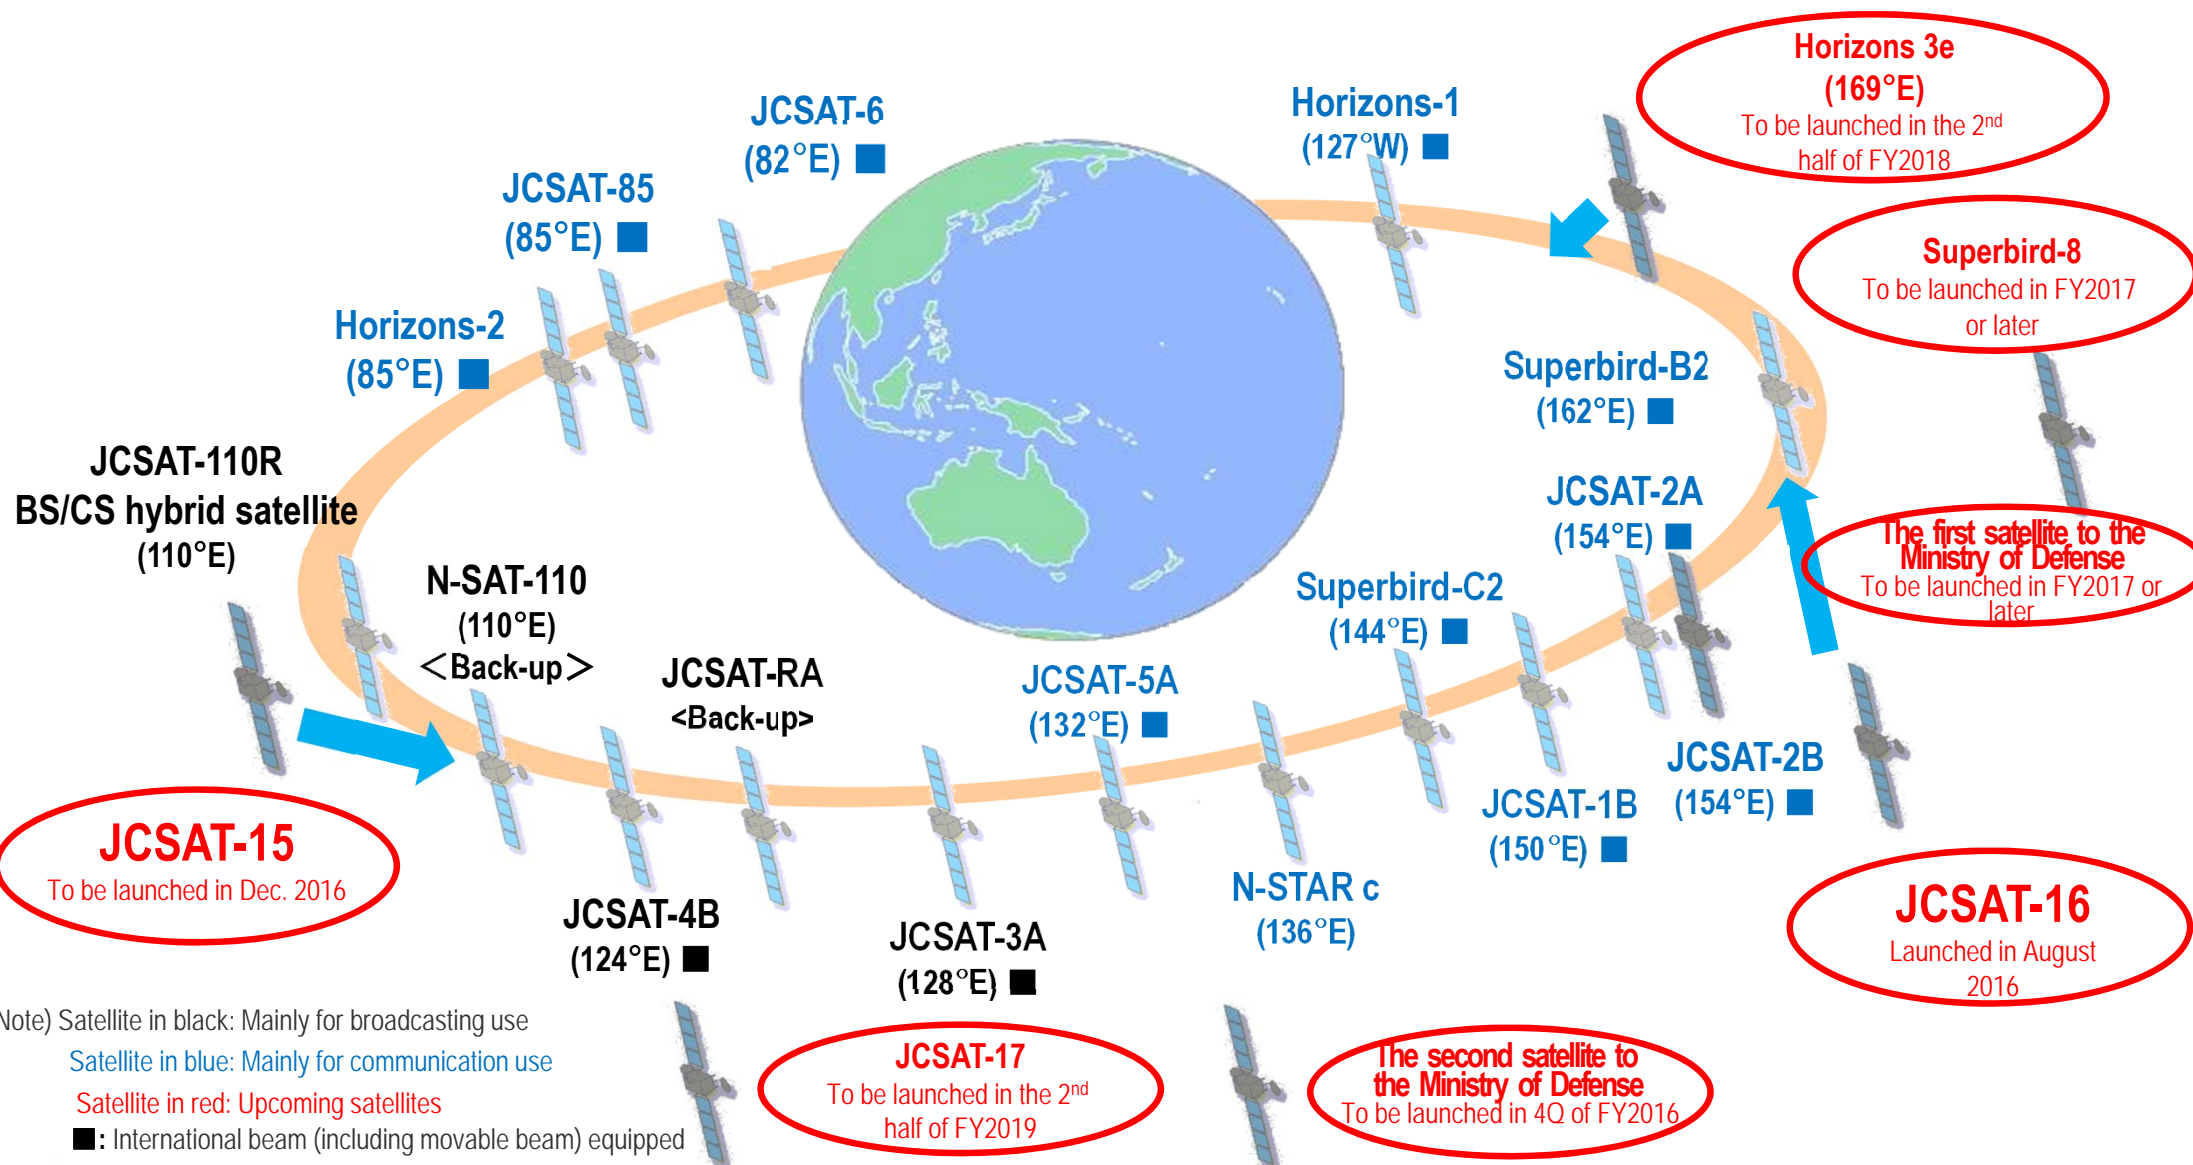 Horizons 3e
(169°E)
To be launched in the 2nd
half of FY2018
JCSAT-6
(82°E) ■
Horizons-1
(127°W) ■
JCSAT-85
(85°E) ■
Superbird-8
To be launched in FY2017
or later
Horizons-2
(85°E) ■
Superbird-B2
(162°E) ■
JCSAT-110R
BS/CS hybrid satellite
(110°E)
JCSAT-2A
(154°E) ■
The first satellite to the
Ministry of Defense
To be launched in FY2017 or
later
N-SAT-110
(110°E)
<Back-up>
Superbird-C2
(144°E) ■
JCSAT-RA
<Back-up>
JCSAT-5A
(132°E) ■
JCSAT-2B
(154°E) ■
JCSAT-1B
(150°E) ■
JCSAT-15
To be launched in Dec. 2016
N-STAR c
(136°E)
JCSAT-16
Launched in August
2016
JCSAT-4B
(124°E) ■
JCSAT-3A
(128°E) ■
Note) Satellite in black: Mainly for broadcasting use
Satellite in blue: Mainly for communication use
Satellite in red: Upcoming satellites
■: International beam (including movable beam) equipped
JCSAT-17
To be launched in the 2nd
half of FY2019
The second satellite to
the Ministry of Defense
To be launched in 4Q of FY2016